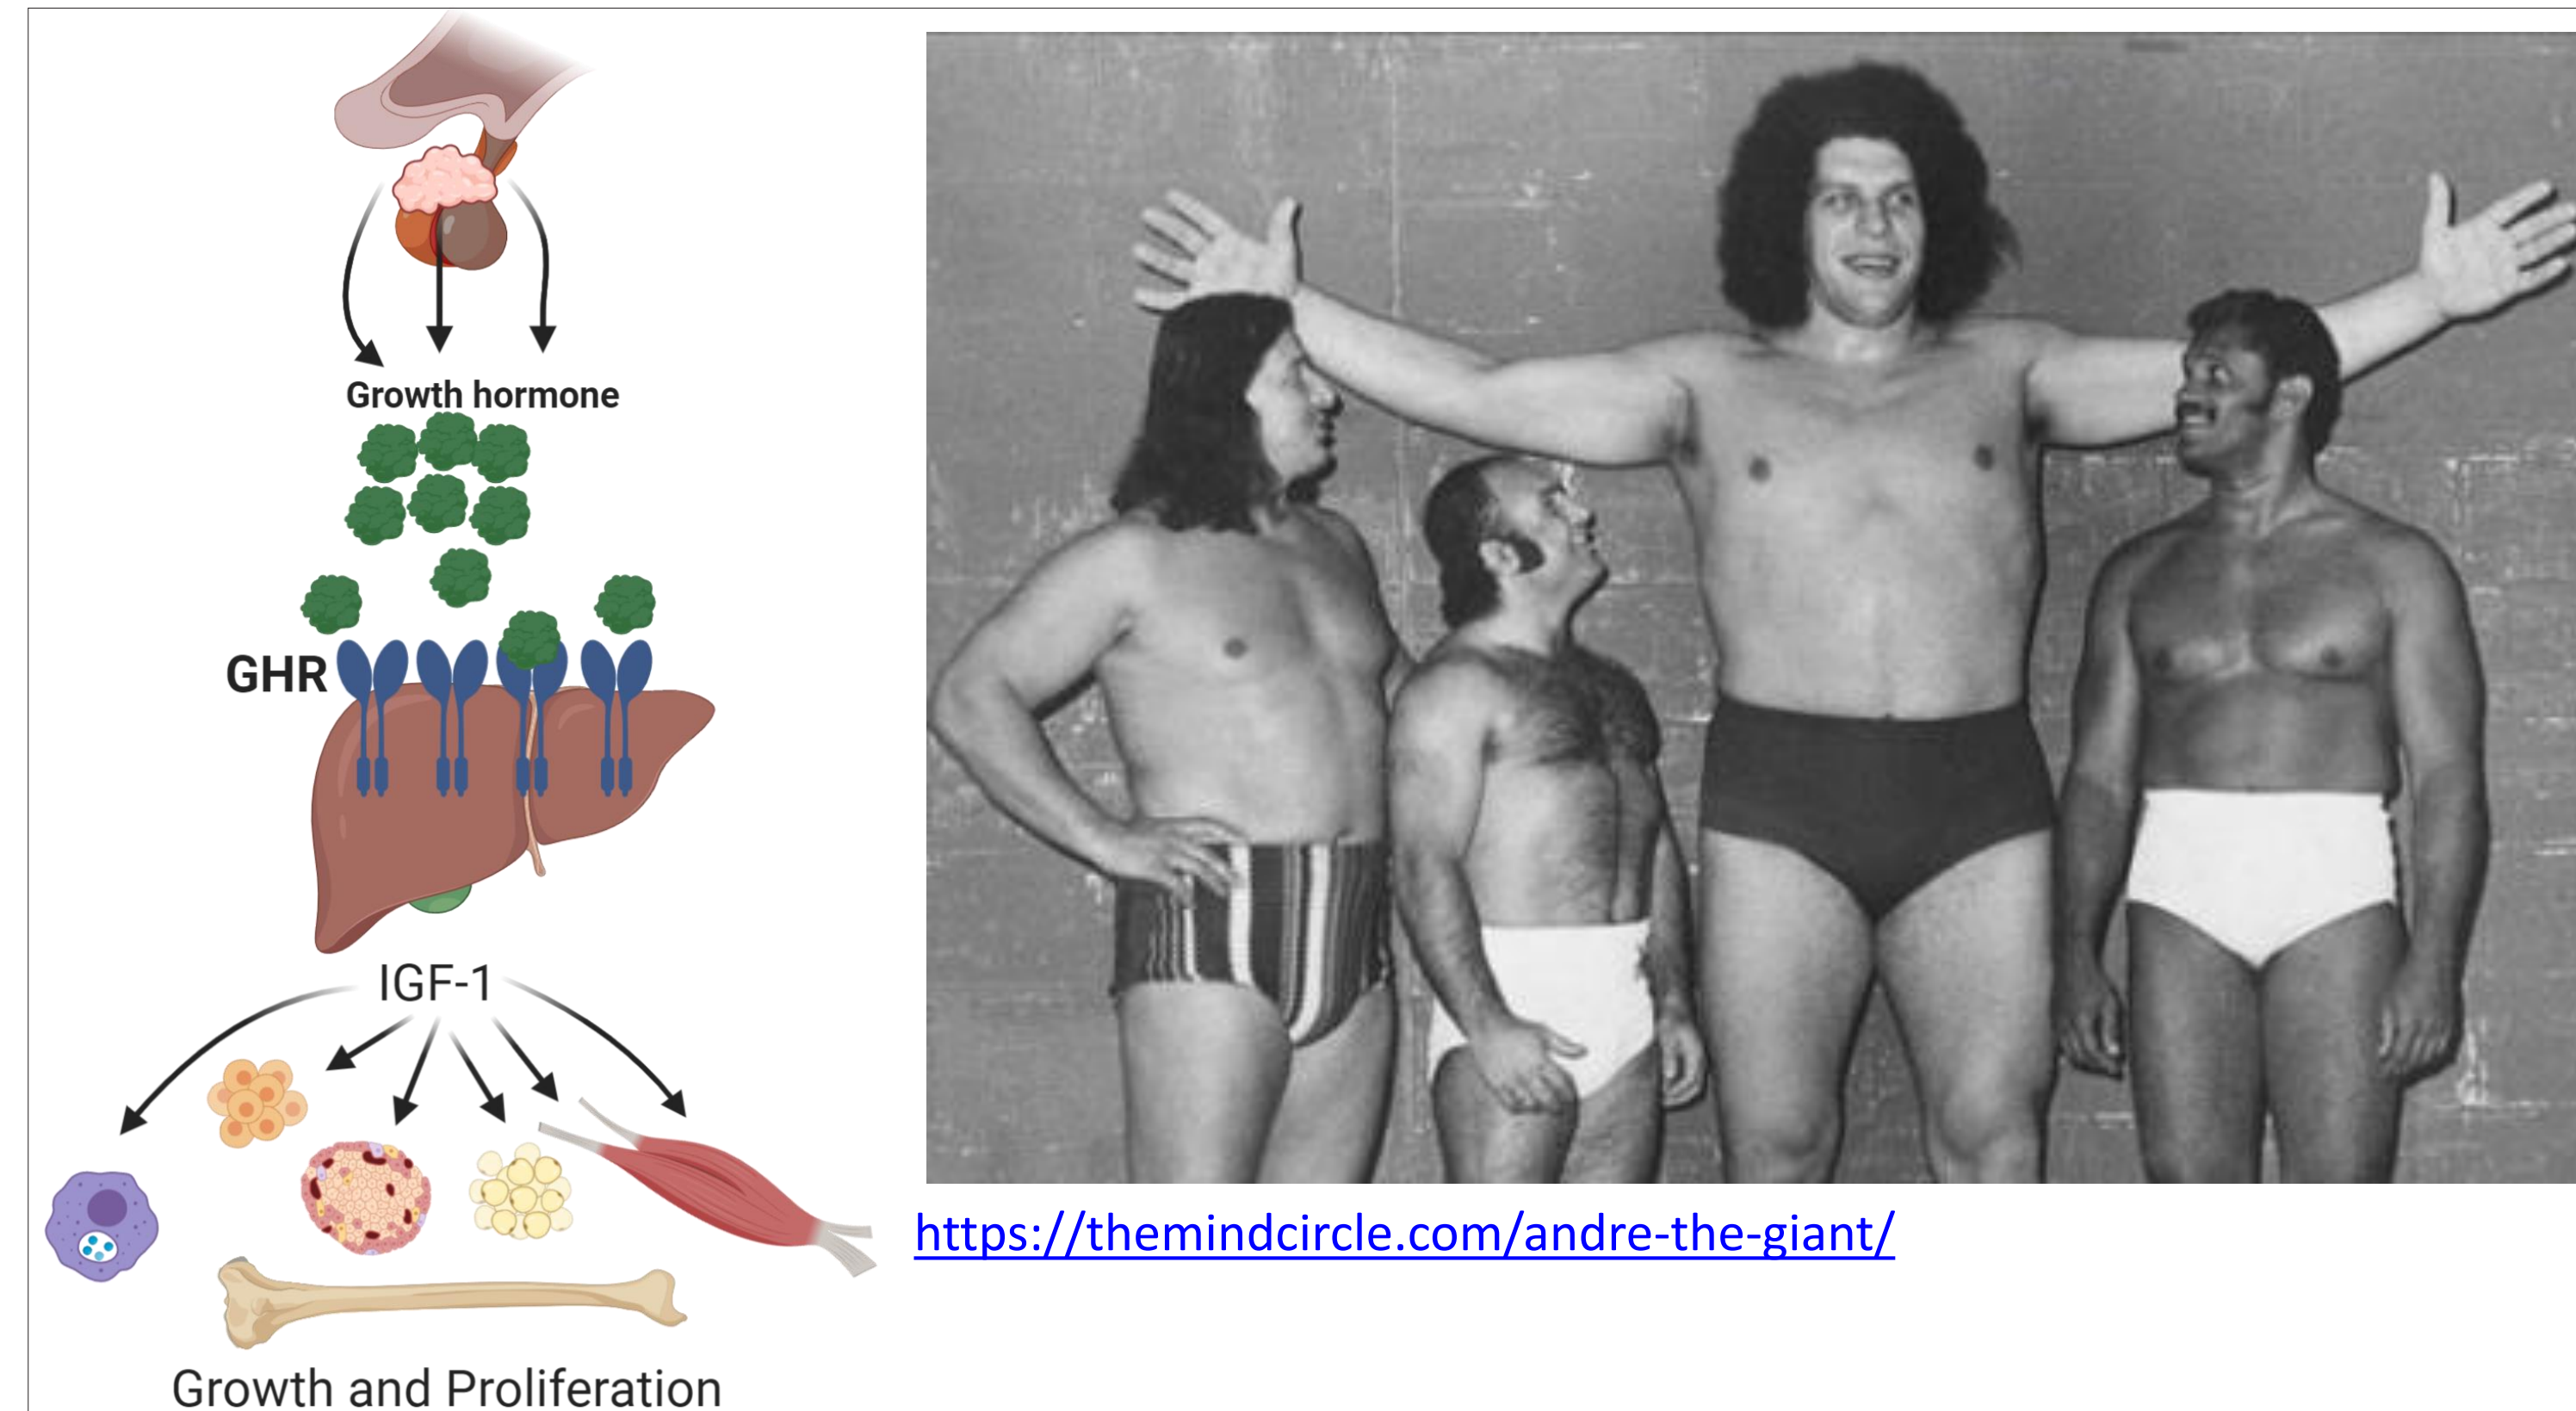 Growth hormone
GHR
IGF-1
Growth and Proliferation
https://themindcircle.com/andre-the-giant/